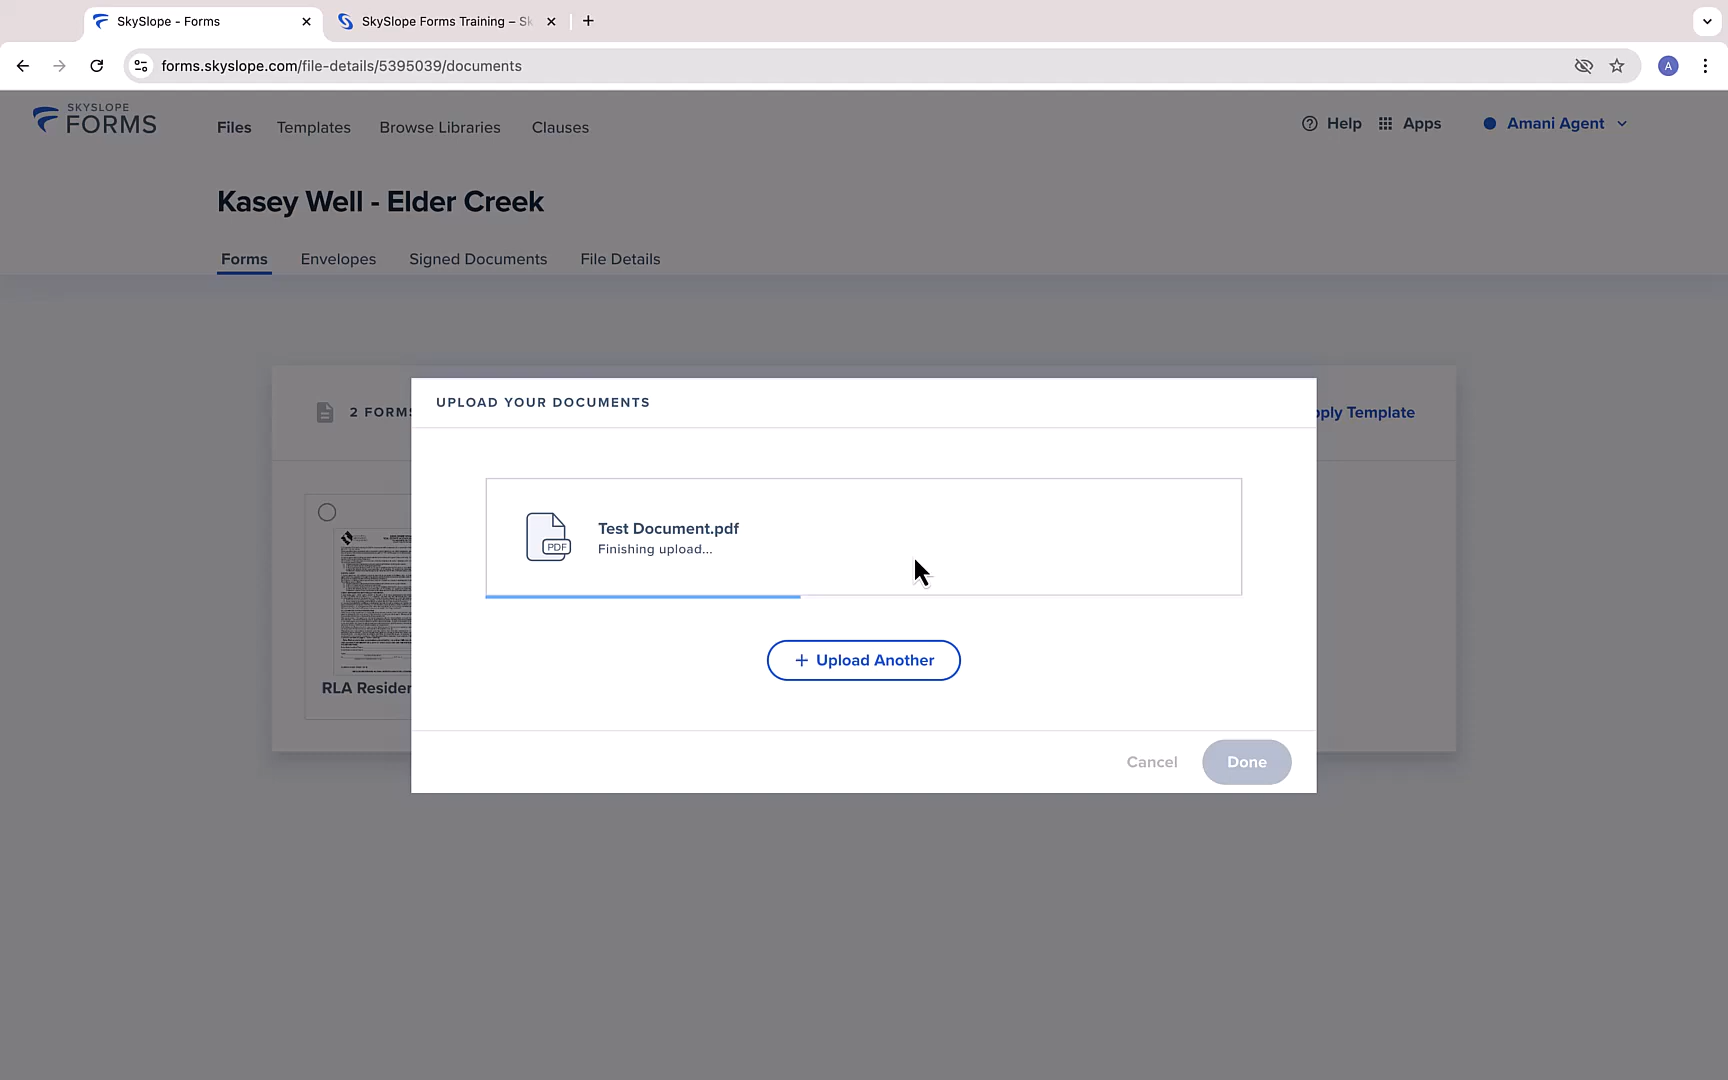 SkySlope - Forms
SkySlope Forms Training – Sk
forms.skyslope.com/file-details/5395039/documents
A
SKYSLOPE
FORMS
Files
Templates
Browse Libraries
Clauses
Help
Apps
Amani Agent
Kasey Well - Elder Creek
Forms
Envelopes
Signed Documents
File Details
2 FORMS
pply Template
UPLOAD YOUR DOCUMENTS
PDF
Test Document.pdf
Finishing upload...
+ Upload Another
RLA Residen
Cancel
Done